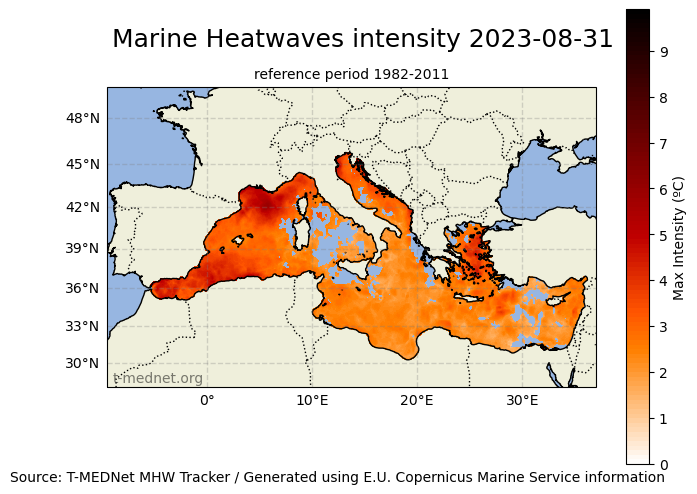 Marine Heatwaves intensity 2023-08-31
reference period 1982-2011
48°N
45°N
42°N
39°N
36°N
33°N
30°N
t-mednet.org
0°
10°E
20°E
30°E
9
8
7
6
5
4
3
2
1
0
Max Intensity (ºC)
Source: T-MEDNet MHW Tracker / Generated using E.U. Copernicus Marine Service information